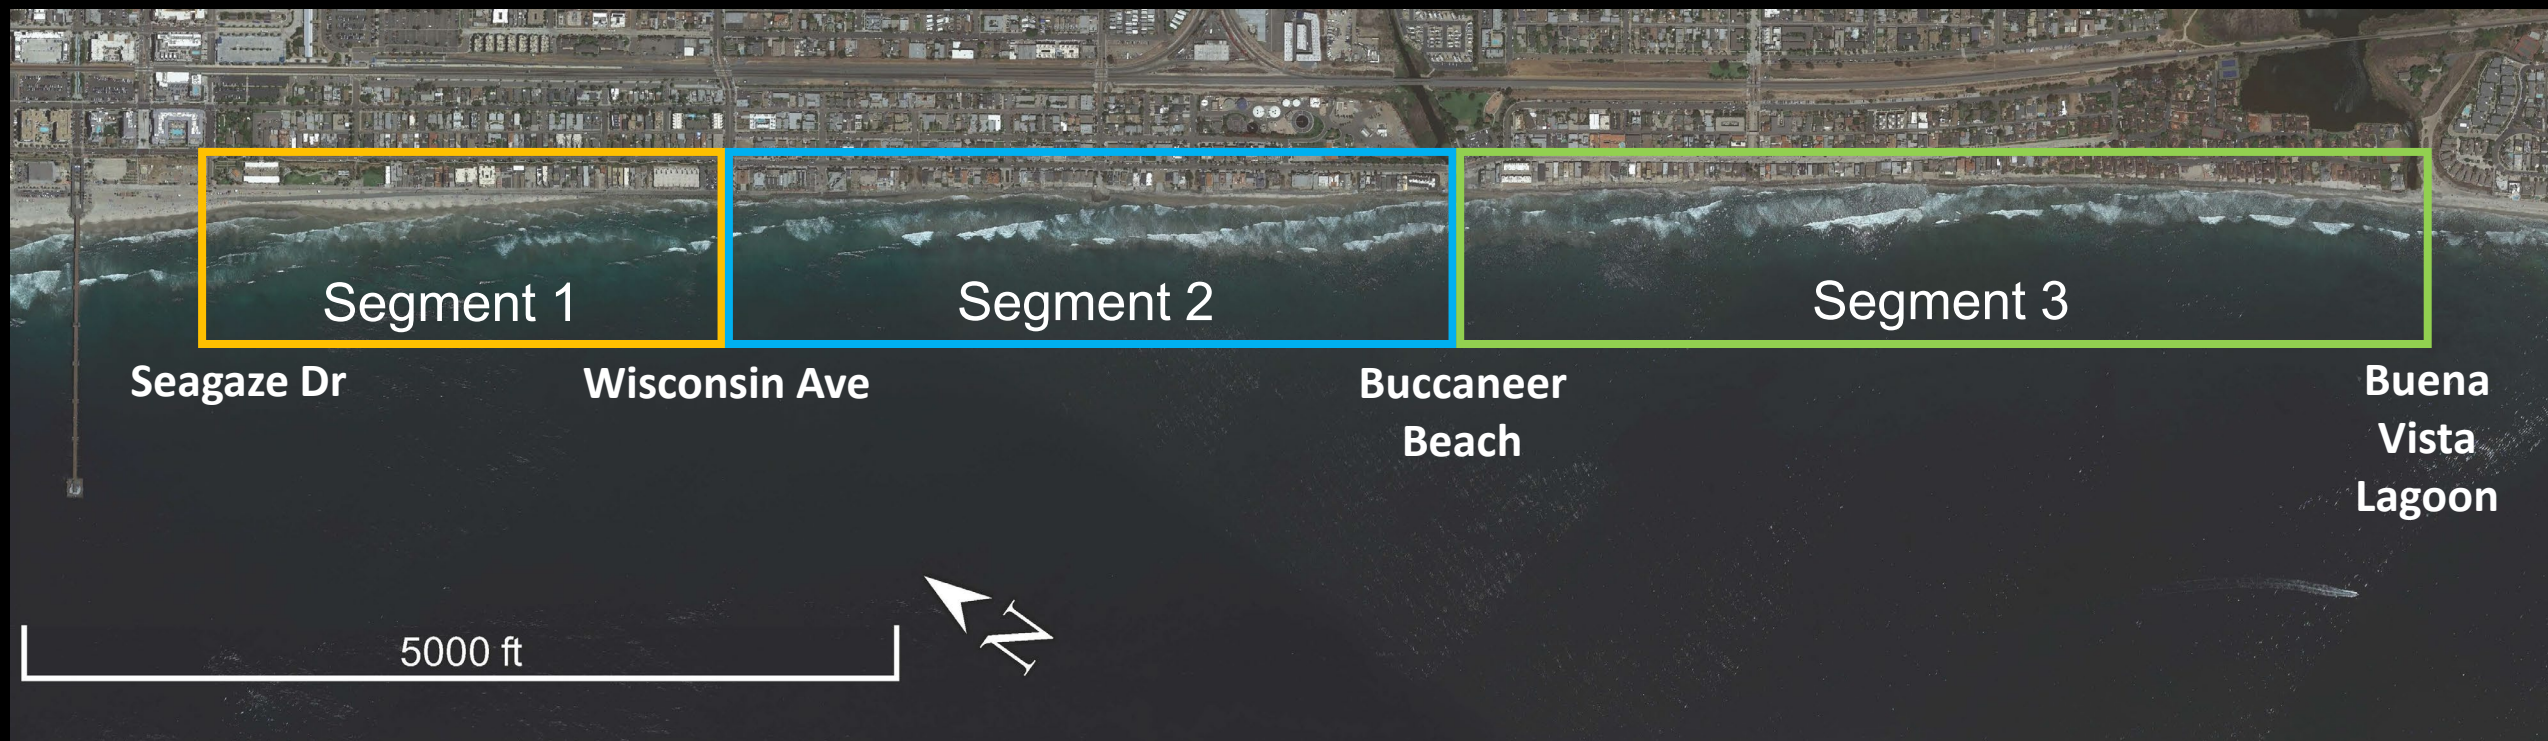 Segment 1
Segment 2
Segment 3
Seagaze Dr
Wisconsin Ave
Buccaneer
Beach
Buena
Vista
Lagoon
5000 ft
N